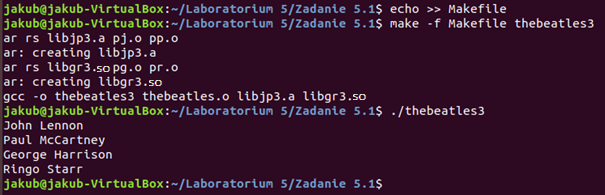 jakub@jakub-VirtualBox:~/Laboratorium 5/Zadanie 5.1$ echo >> Makefile
jakub@jakub-VirtualBox:~/Laboratorium 5/Zadanie 5.1$ make -f Makefile thebeatles3
ar rs libjp3.a pj.o pp.o
ar: creating libjp3.a
ar rs libgr3.so pg.o pr.o
ar: creating libgr3.so
gcc -o thebeatles3 thebeatles.o libjp3.a libgr3.so
jakub@jakub-VirtualBox:~/Laboratorium 5/Zadanie 5.1$ ./thebeatles3
John Lennon
Paul McCartney
George Harrison
Ringo Starr
jakub@jakub-VirtualBox:~/Laboratorium 5/Zadanie 5.1$